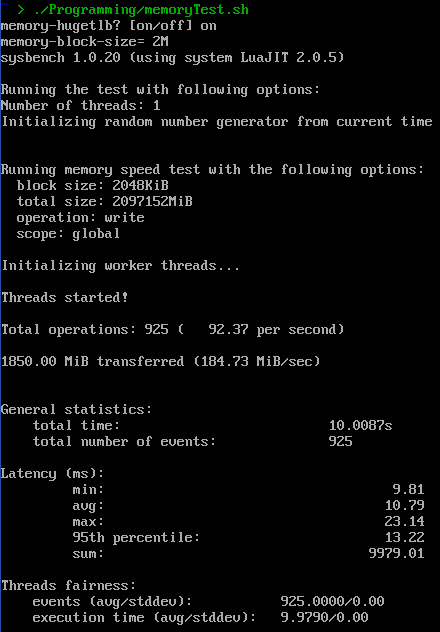 ~ > ./Programming/memoryTest.sh
memory-hugetlb? [on/off] on
memory-block-size= 2M
sysbench 1.0.20 (using system LuaJIT 2.0.5)
Running the test with following options:
Number of threads: 1
Initializing random number generator from current time
Running memory speed test with the following options:
block size: 2048KiB
total size: 2097152MiB
operation: write
scope: global
Initializing worker threads...
Threads started!
Total operations: 925 (   92.37 per second)
1850.00 MiB transferred (184.73 MiB/sec)
General statistics:
total time: 10.0087s
total number of events: 925
Latency (ms):
min: 9.81
avg: 10.79
max: 23.14
95th percentile: 13.22
sum: 9979.01
Threads fairness:
events (avg/stddev): 925.0000/0.00
execution time (avg/stddev): 9.9790/0.00